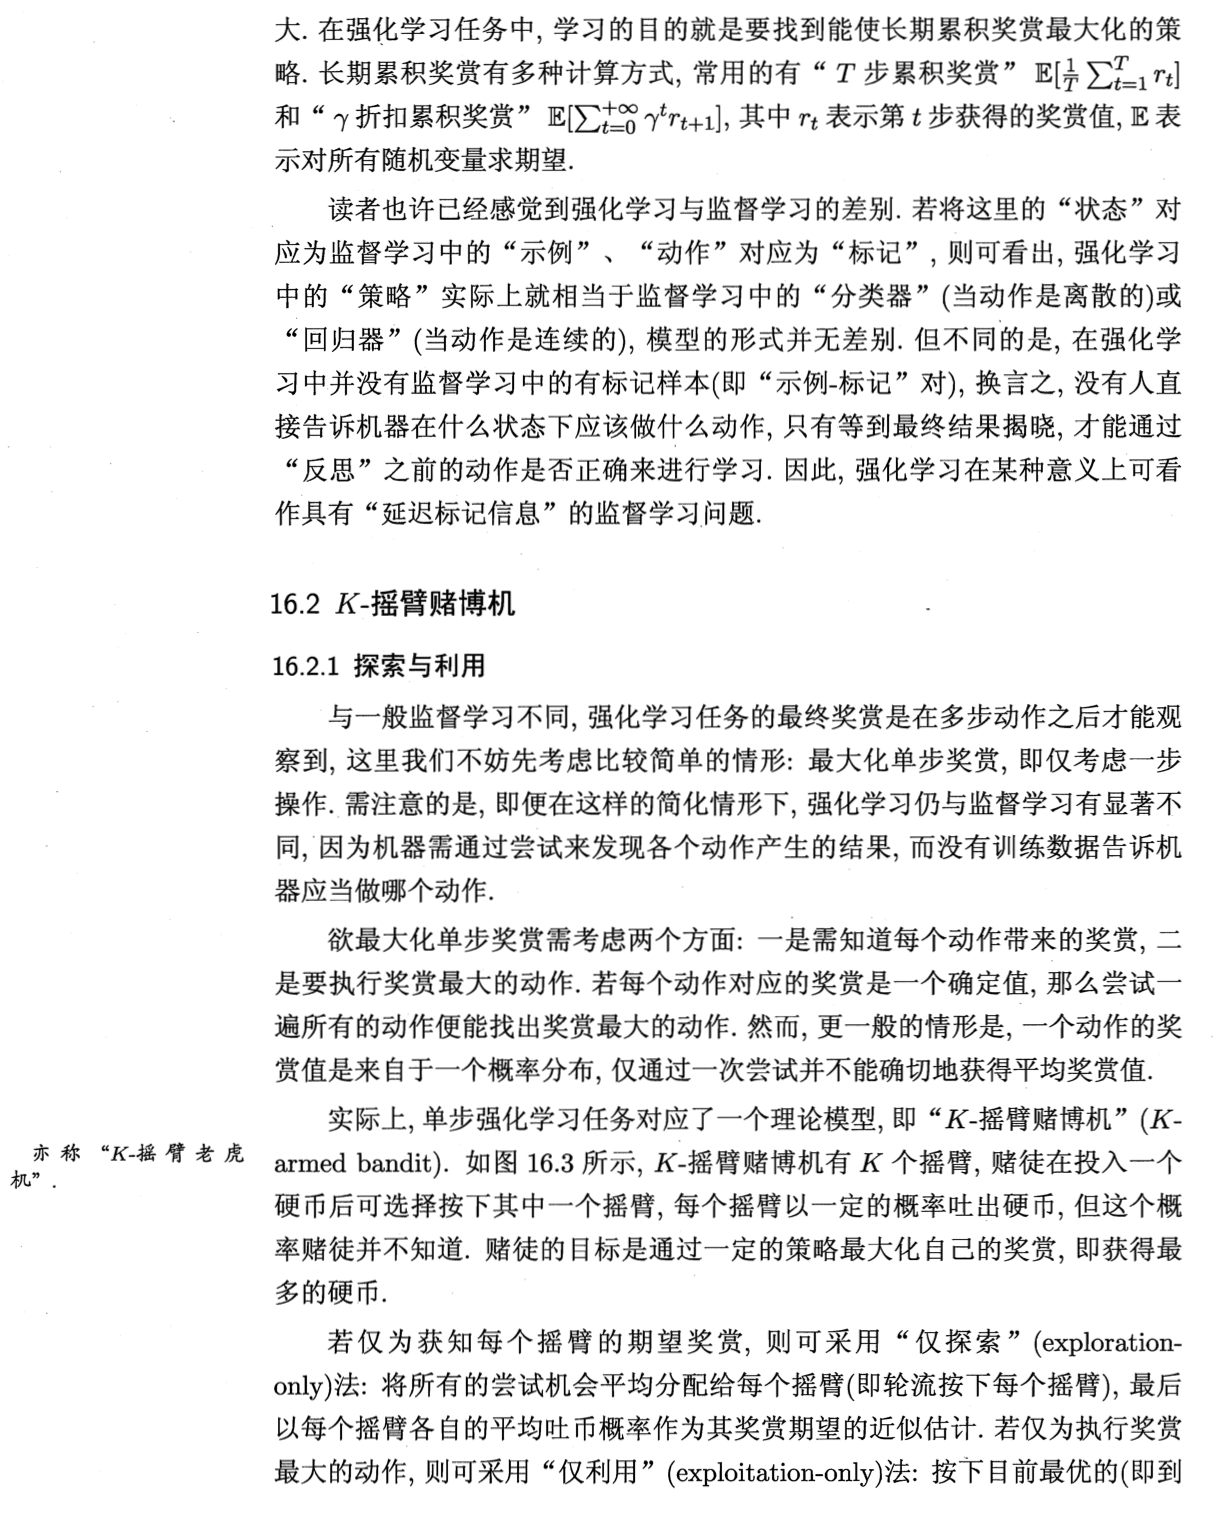 大. 在强化学习任务中, 学习的目的就是要找到能使长期累积奖赏最大化的策
略. 长期累积奖赏有多种计算方式, 常用的有 “ T 步累积奖赏” 𝔼[\frac{1}{T} \sum_{t=1}^{T} r_t]
和 “ γ 折扣累积奖赏” 𝔼[\sum_{t=0}^{+∞} γ^t r_{t+1}], 其中 r_t 表示第 t 步获得的奖赏值, 𝔼 表
示对所有随机变量求期望.
读者也许已经感觉到强化学习与监督学习的差别. 若将这里的 “状态” 对
应为监督学习中的 “示例” 、 “动作” 对应为 “标记” , 则可看出, 强化学习
中的 “策略” 实际上就相当于监督学习中的 “分类器” (当动作是离散的)或
“回归器” (当动作是连续的), 模型的形式并无差别. 但不同的是, 在强化学
习中并没有监督学习中的有标记样本(即 “示例-标记” 对), 换言之, 没有人直
接告诉机器在什么状态下应该做什么动作, 只有等到最终结果揭晓, 才能通过
“反思” 之前的动作是否正确来进行学习. 因此, 强化学习在某种意义上可看
作具有 “延迟标记信息” 的监督学习问题.
16.2 K-摇臂赌博机
16.2.1 探索与利用
与一般监督学习不同, 强化学习任务的最终奖赏是在多步动作之后才能观
察到, 这里我们不妨先考虑比较简单的情形: 最大化单步奖赏, 即仅考虑一步
操作. 需注意的是, 即便在这样的简化情形下, 强化学习仍与监督学习有显著不
同, 因为机器需通过尝试来发现各个动作产生的结果, 而没有训练数据告诉机
器应当做哪个动作.
欲最大化单步奖赏需考虑两个方面: 一是需知道每个动作带来的奖赏, 二
是要执行奖赏最大的动作. 若每个动作对应的奖赏是一个确定值, 那么尝试一
遍所有的动作便能找出奖赏最大的动作. 然而, 更一般的情形是, 一个动作的奖
赏值是来自于一个概率分布, 仅通过一次尝试并不能确切地获得平均奖赏值.
实际上, 单步强化学习任务对应了一个理论模型, 即 “K-摇臂赌博机” (K-
亦称 “K-摇臂老虎
机” .
armed bandit). 如图 16.3 所示, K-摇臂赌博机有 K 个摇臂, 赌徒在投入一个
硬币后可选择按下其中一个摇臂, 每个摇臂以一定的概率吐出硬币, 但这个概
率赌徒并不知道. 赌徒的目标是通过一定的策略最大化自己的奖赏, 即获得最
多的硬币.
若仅为获知每个摇臂的期望奖赏, 则可采用 “仅探索” (exploration-
only)法: 将所有的尝试机会平均分配给每个摇臂(即轮流按下每个摇臂), 最后
以每个摇臂各自的平均吐币概率作为其奖赏期望的近似估计. 若仅为执行奖赏
最大的动作, 则可采用 “仅利用” (exploitation-only)法: 按下目前最优的(即到